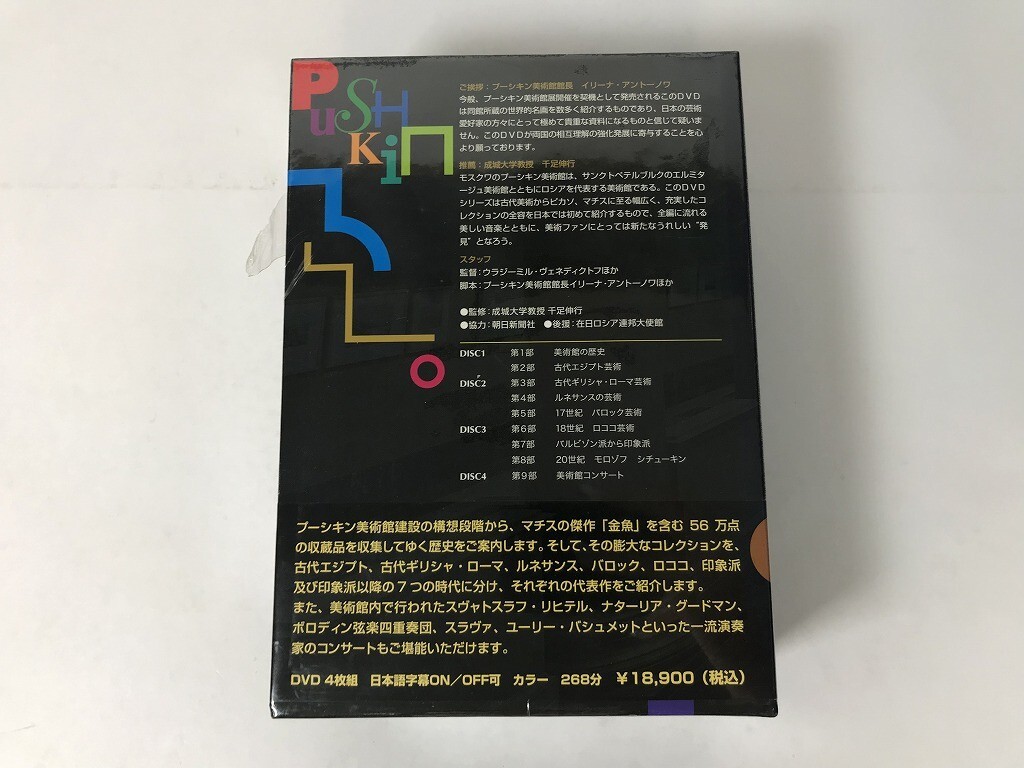 PUSHKin
ご挨拶：プーシキン美術館館長　イリーナ・アントーノワ
今般、プーシキン美術館展開催を契機として発売されるこのDVD
は同館所蔵の世界的名画を数多く紹介するものであり、日本の芸術
愛好家の方々にとって極めて貴重な資料になるものと信じて疑いま
せん。このDVDが両国の相互理解の強化発展に寄与することを心
より願っております。
推薦：成城大学教授　千足伸行
モスクワのプーシキン美術館は、サンクトペテルブルクのエルミタ
ージュ美術館とともにロシアを代表する美術館である。このDVD
シリーズは古代美術からピカソ、マチスに至る幅広く、充実したコ
レクションの全容を日本では初めて紹介するもので、全編に流れる
美しい音楽とともに、美術ファンにとっては新たなうれしい“発
見”となろう。
スタッフ
監督：ウラジーミル・ヴェネディクトフほか
脚本：プーシキン美術館館長イリーナ・アントーノワほか
●監修：成城大学教授 千足伸行
●協力：朝日新聞社　●後援：在日ロシア連邦大使館
DISC1　第1部　美術館の歴史
第2部　古代エジプト芸術
DISC2　第3部　古代ギリシャ・ローマ芸術
第4部　ルネサンスの芸術
第5部　17世紀　バロック芸術
DISC3　第6部　18世紀　ロココ芸術
第7部　バルビゾン派から印象派
第8部　20世紀　モロゾフ　シチューキン
DISC4　第9部　美術館コンサート
プーシキン美術館建設の構想段階から、マチスの傑作「金魚」を含む 56 万点
の収蔵品を収集してゆく歴史をご案内します。そして、その膨大なコレクションを、
古代エジプト、古代ギリシャ・ローマ、ルネサンス、バロック、ロココ、印象派
及び印象派以降の 7 つの時代に分け、それぞれの代表作をご紹介します。
また、美術館内で行われたスヴャトスラフ・リヒテル、ナターリア・グードマン、
ボロディン弦楽四重奏団、スラヴァ、ユーリー・バシュメットといった一流演奏
家のコンサートもご堪能いただけます。
DVD 4枚組　日本語字幕ON／OFF可　カラー　268分　￥18,900（税込）